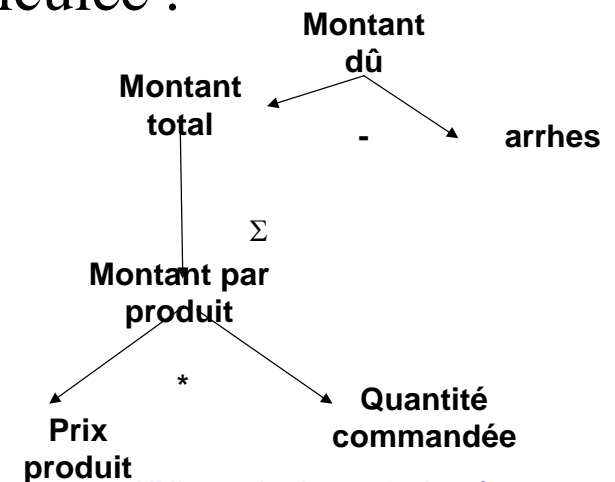 Montant
dû
Montant
total
-
arrhes
Σ
Montant par
produit
*
Prix
produit
Quantité
commandée